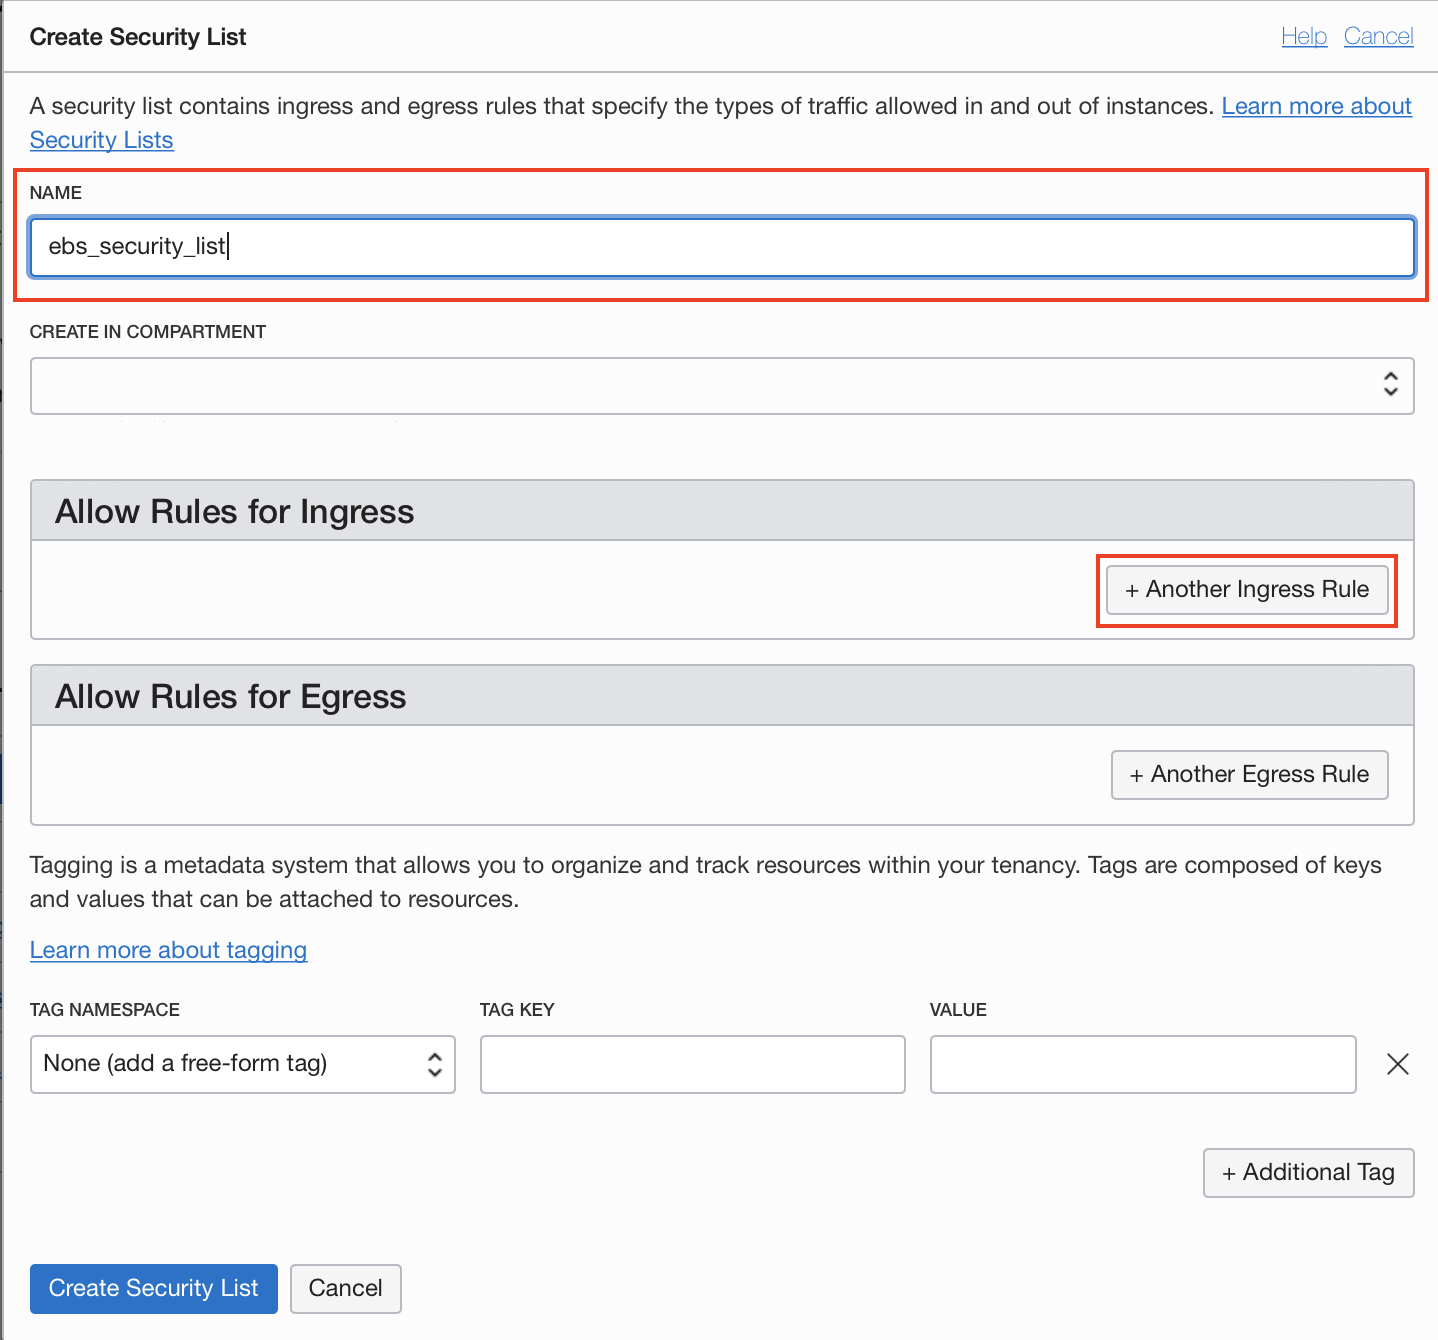 Create Security List
Help Cancel
A security list contains ingress and egress rules that specify the types of traffic allowed in and out of instances. Learn more about
Security Lists
NAME
ebs_security_list
CREATE IN COMPARTMENT
Allow Rules for Ingress
+ Another Ingress Rule
Allow Rules for Egress
+ Another Egress Rule
Tagging is a metadata system that allows you to organize and track resources within your tenancy. Tags are composed of keys
and values that can be attached to resources.
Learn more about tagging
TAG NAMESPACE TAG KEY VALUE
None (add a free-form tag)
+ Additional Tag
Create Security List Cancel